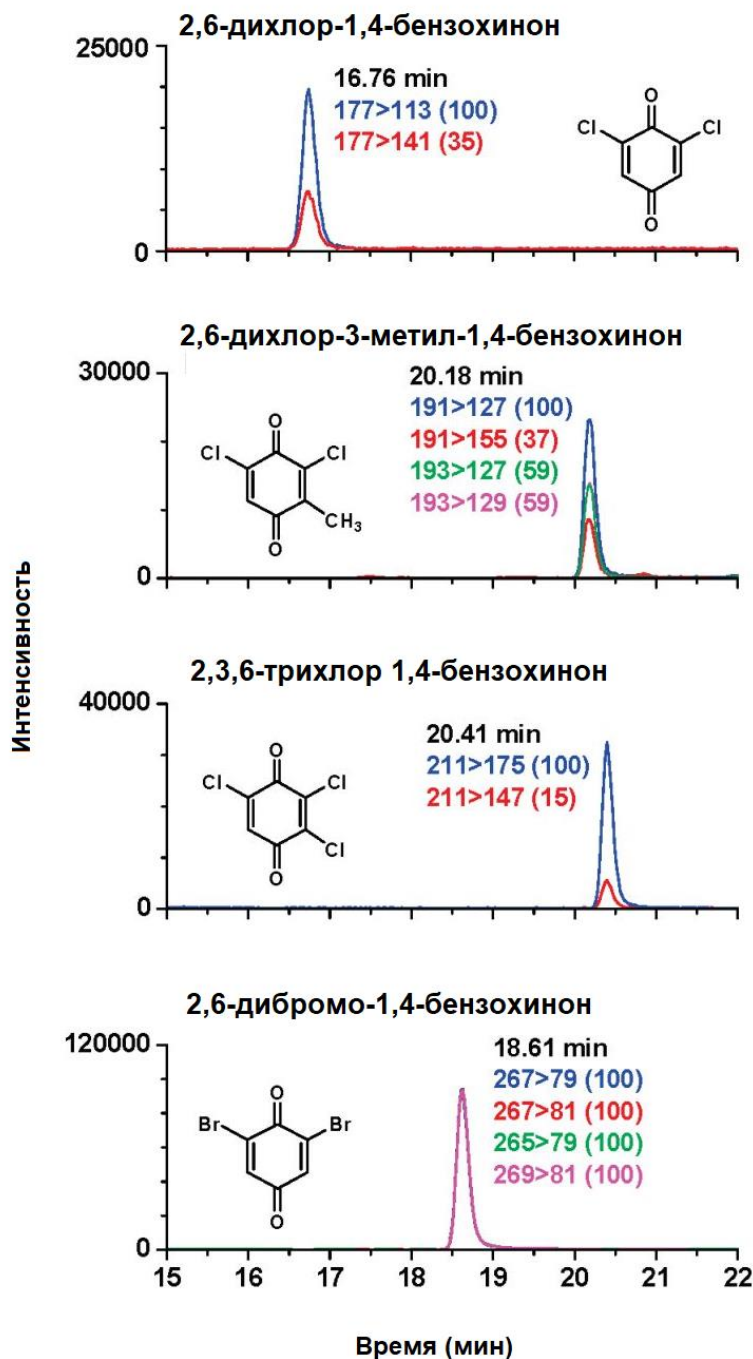 2,6-дихлор-1,4-бензохинон
25000
16.76 min
177>113 (100)
177>141 (35)
O
Cl
Cl
O
0
2,6-дихлор-3-метил-1,4-бензохинон
30000
20.18 min
191>127 (100)
191>155 (37)
193>127 (59)
193>129 (59)
O
Cl
Cl
CH3
O
0
Интенсивность
2,3,6-трихлор 1,4-бензохинон
40000
20.41 min
211>175 (100)
211>147 (15)
O
Cl
Cl
Cl
O
0
2,6-дибромо-1,4-бензохинон
120000
18.61 min
267>79 (100)
267>81 (100)
265>79 (100)
269>81 (100)
O
Br
Br
O
0
15 16 17 18 19 20 21 22
Время (мин)